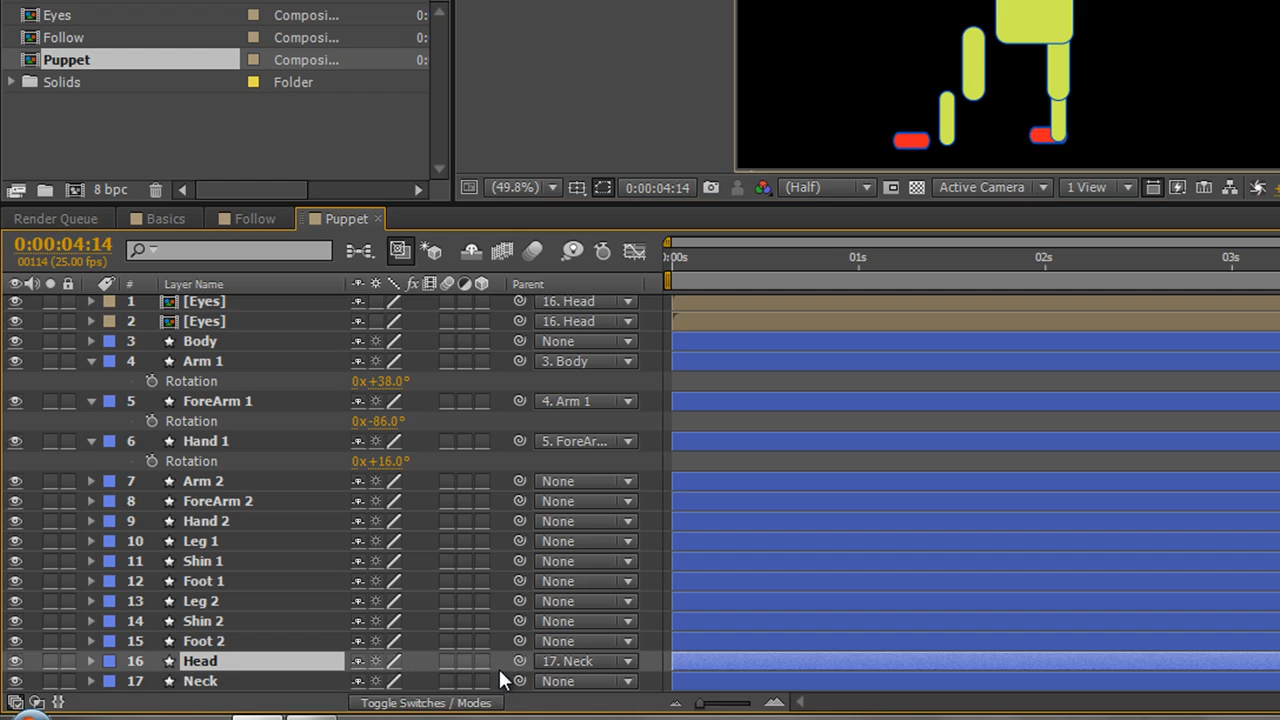 Eyes Composi... 0:
Follow Composi... 0:
Puppet Composi... 0:
Solids Folder
8 bpc
(49.8%) 0:00:04:14 (Half) Active Camera 1 View
Render Queue Basics Follow Puppet ×
0:00:04:14
00114 (25.00 fps)
0:00s 01s 02s 03s
# Layer Name fx Parent
1 [Eyes] 16. Head
2 [Eyes] 16. Head
3 Body None
4 Arm 1 3. Body
Rotation 0x+38.0°
5 ForeArm 1 4. Arm 1
Rotation 0x-86.0°
6 Hand 1 5. ForeAr...
Rotation 0x+16.0°
7 Arm 2 None
8 ForeArm 2 None
9 Hand 2 None
10 Leg 1 None
11 Shin 1 None
12 Foot 1 None
13 Leg 2 None
14 Shin 2 None
15 Foot 2 None
16 Head 17. Neck
17 Neck None
Toggle Switches / Modes